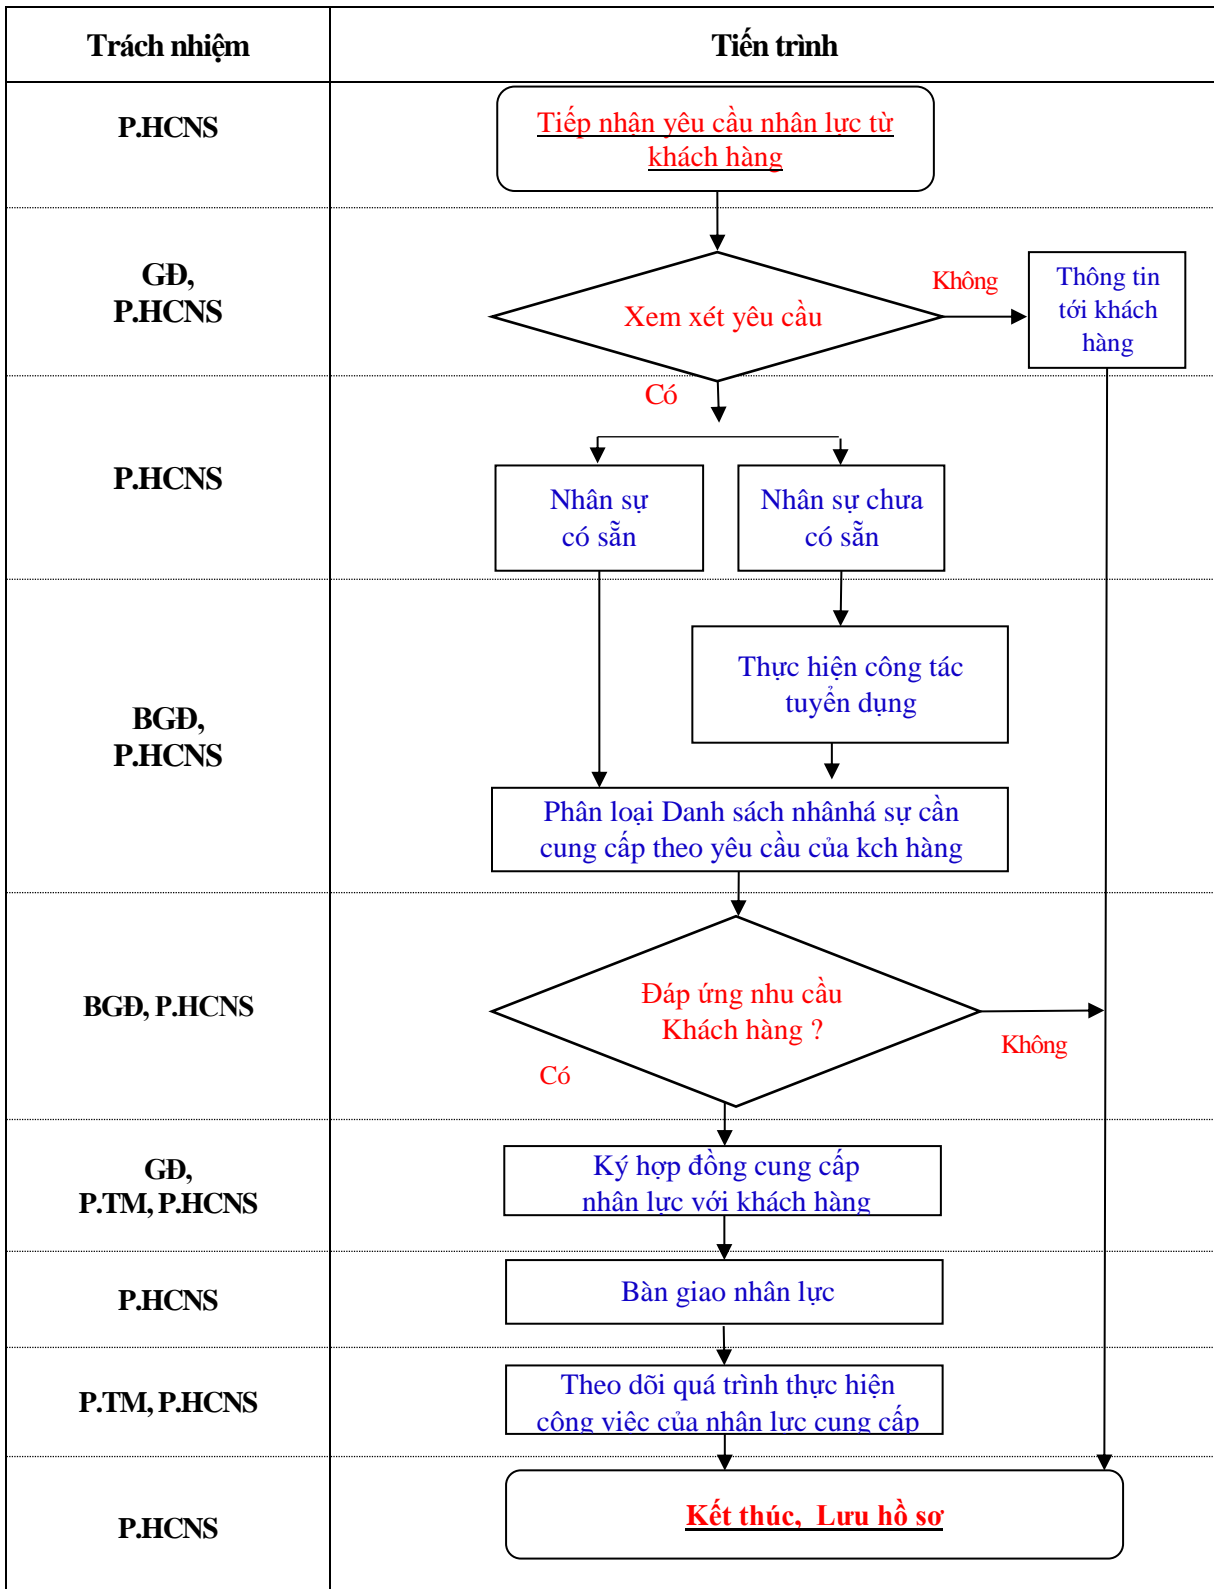 Trách nhiệm
Tiến trình
P.HCNS
Tiếp nhận yêu cầu nhân lực từ
khách hàng
GĐ,
P.HCNS
Xem xét yêu cầu
Không
Thông tin
tới khách
hàng
Có
P.HCNS
Nhân sự
có sẵn
Nhân sự chưa
có sẵn
BGĐ,
P.HCNS
Thực hiện công tác
tuyển dụng
Phân loại Danh sách nhânhá sự cần
cung cấp theo yêu cầu của kch hàng
BGĐ, P.HCNS
Đáp ứng nhu cầu
Khách hàng ?
Không
Có
GĐ,
P.TM, P.HCNS
Ký hợp đồng cung cấp
nhân lực với khách hàng
P.HCNS
Bàn giao nhân lực
P.TM, P.HCNS
Theo dõi quá trình thực hiện
công việc của nhân lực cung cấp
P.HCNS
Kết thúc, Lưu hồ sơ